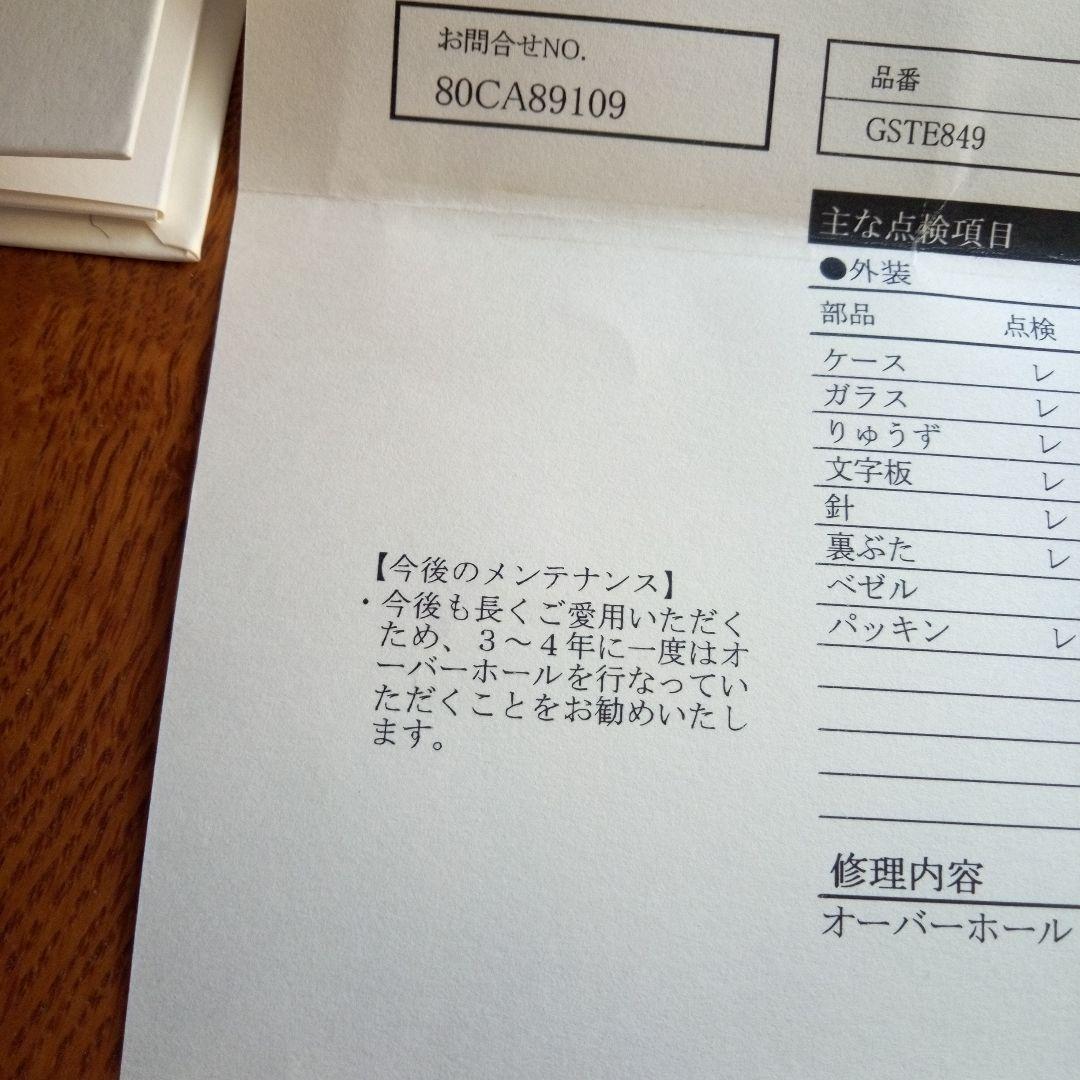 お問合せNO.
80CA89109
品番
GSTE849
主な点検項目
●外装
部品 点検
ケース レ
ガラス レ
りゅうず レ
文字板 レ
針 レ
裏ぶた レ
ベゼル
パッキン レ
【今後のメンテナンス】
・今後も長くご愛用いただく
ため、３～４年に一度はオ
ーバーホールを行なってい
ただくことをお勧めいたし
ます。
修理内容
オーバーホール